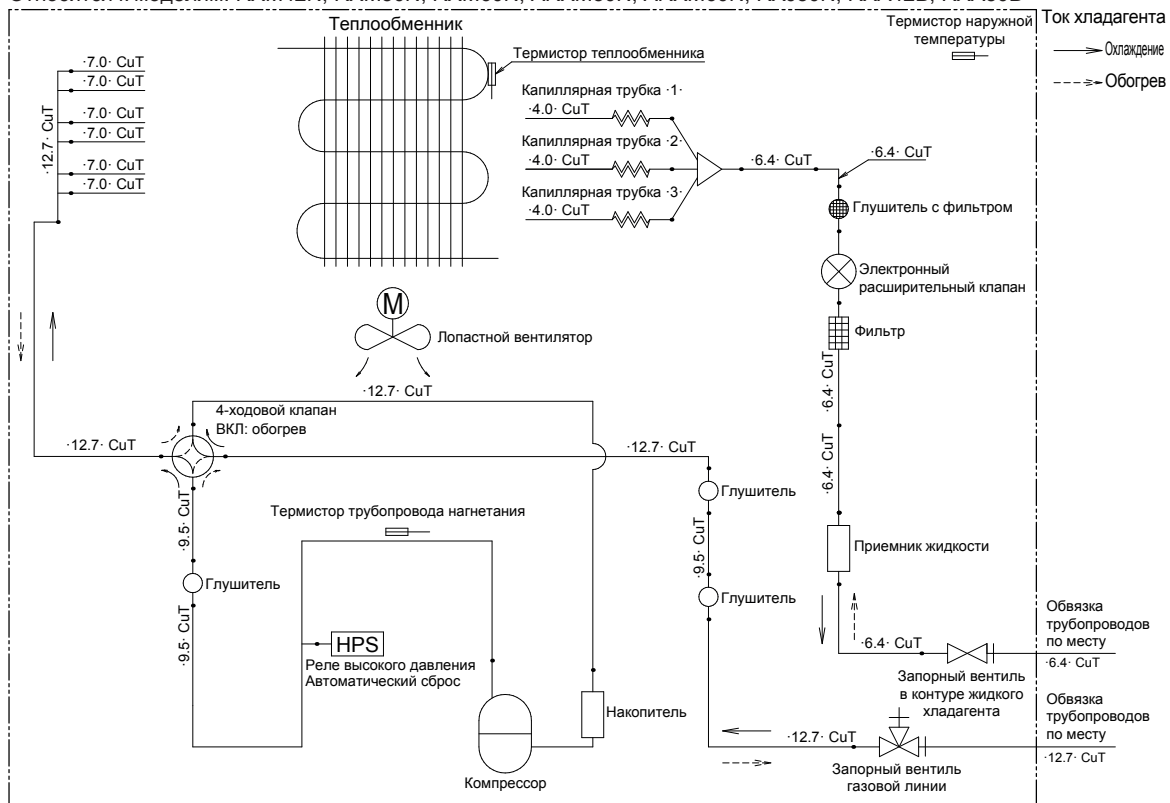 Теплообменник
Термистор наружной
температуры
Ток хладагента
Охлаждение
Обогрев
Термистор теплообменника
·7.0· CuT
·7.0· CuT
·7.0· CuT
·7.0· CuT
·7.0· CuT
·7.0· CuT
·12.7· CuT
Капиллярная трубка ·1·
·4.0· CuT
Капиллярная трубка ·2·
·4.0· CuT
Капиллярная трубка ·3·
·4.0· CuT
·6.4· CuT
·6.4· CuT
Глушитель с фильтром
Электронный
расширительный клапан
Фильтр
M
Лопастной вентилятор
·12.7· CuT
4-ходовой клапан
ВКЛ: обогрев
·12.7· CuT
·12.7· CuT
·6.4· CuT
·6.4· CuT
Глушитель
·9.5· CuT
Глушитель
Термистор трубопровода нагнетания
·9.5· CuT
Глушитель
·9.5· CuT
Приемник жидкости
HPS
Реле высокого давления
Автоматический сброс
Накопитель
Компрессор
·6.4· CuT
Запорный вентиль
в контуре жидкого
хладагента
Обвязка
трубопроводов
по месту
·6.4· CuT
·12.7· CuT
Запорный вентиль
газовой линии
Обвязка
трубопроводов
по месту
·12.7· CuT